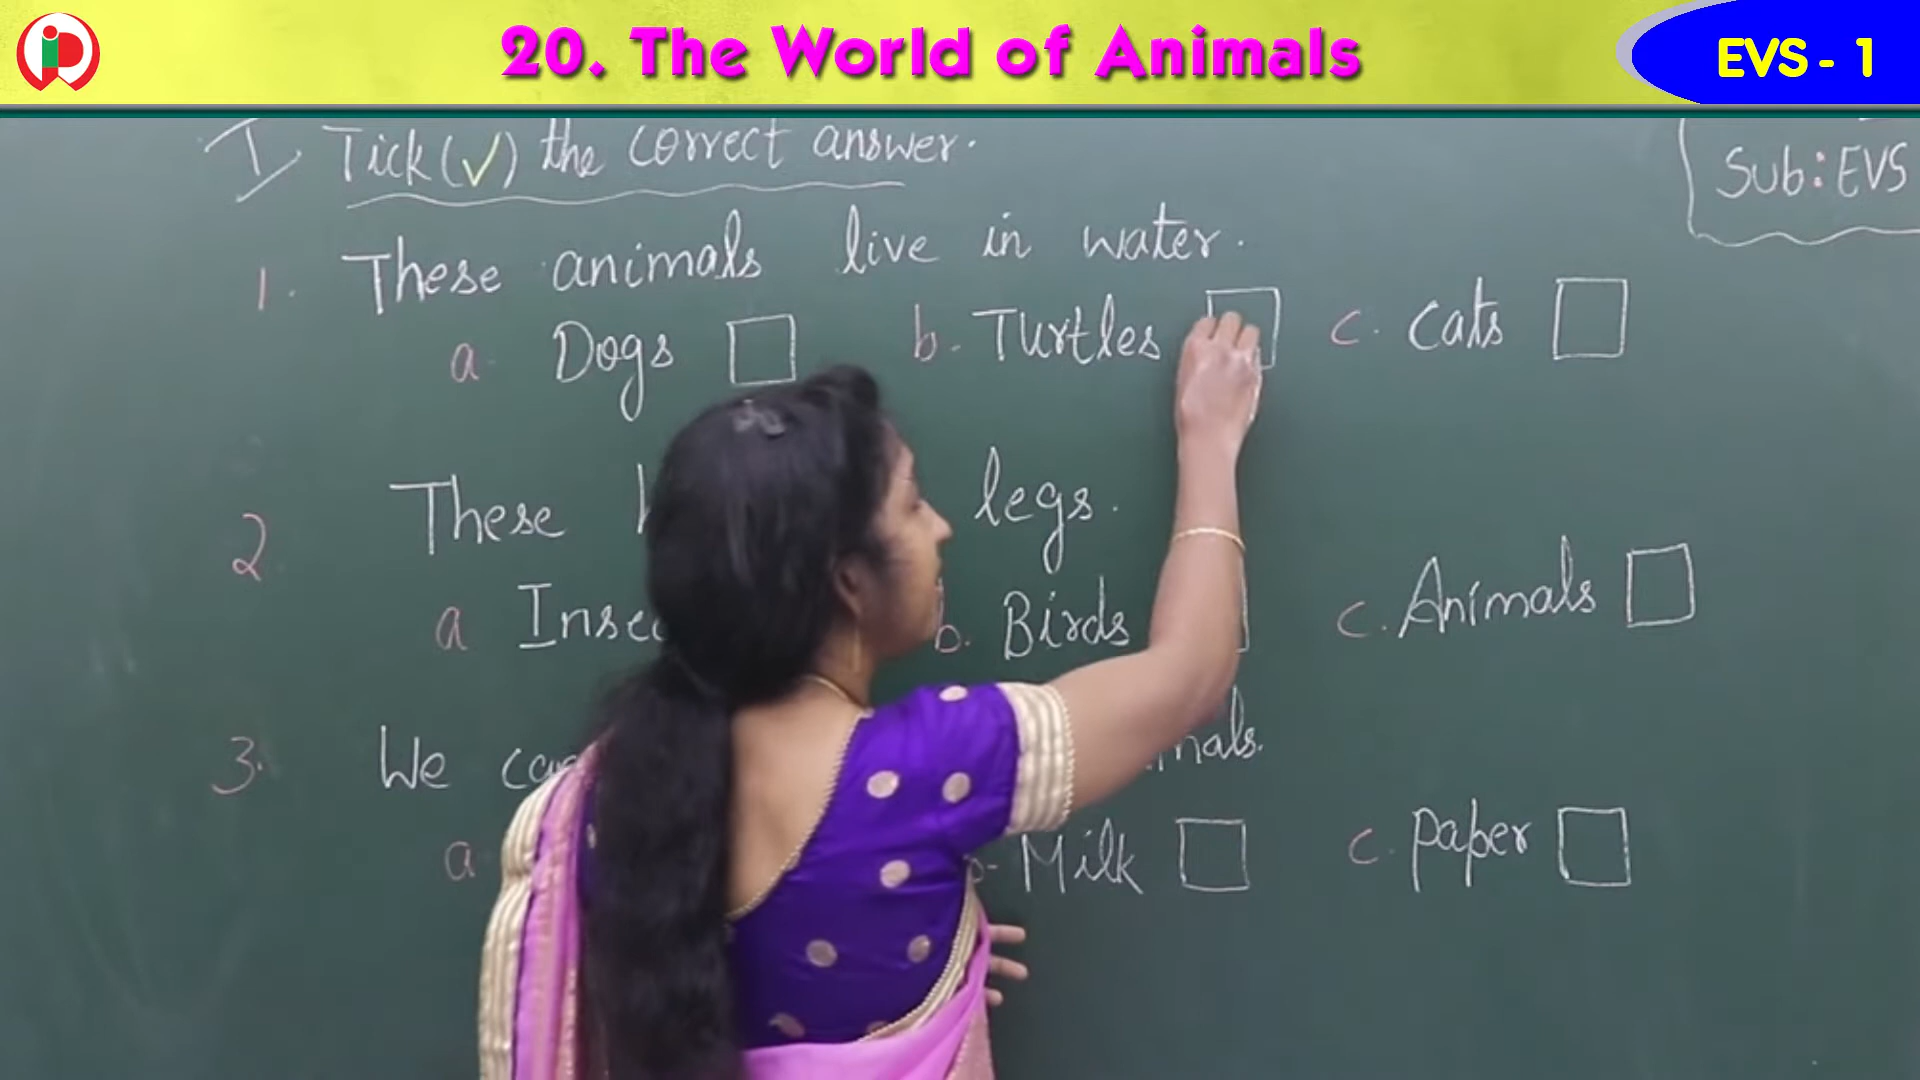 20. The World of Animals
EVS - 1
I Tick (✓) the correct answer.
Sub: EVS
1. These animals live in water.
a. Dogs b. Turtles c. Cats
2 These legs.
a b. Birds c. Animals
3. We
a Milk c. paper